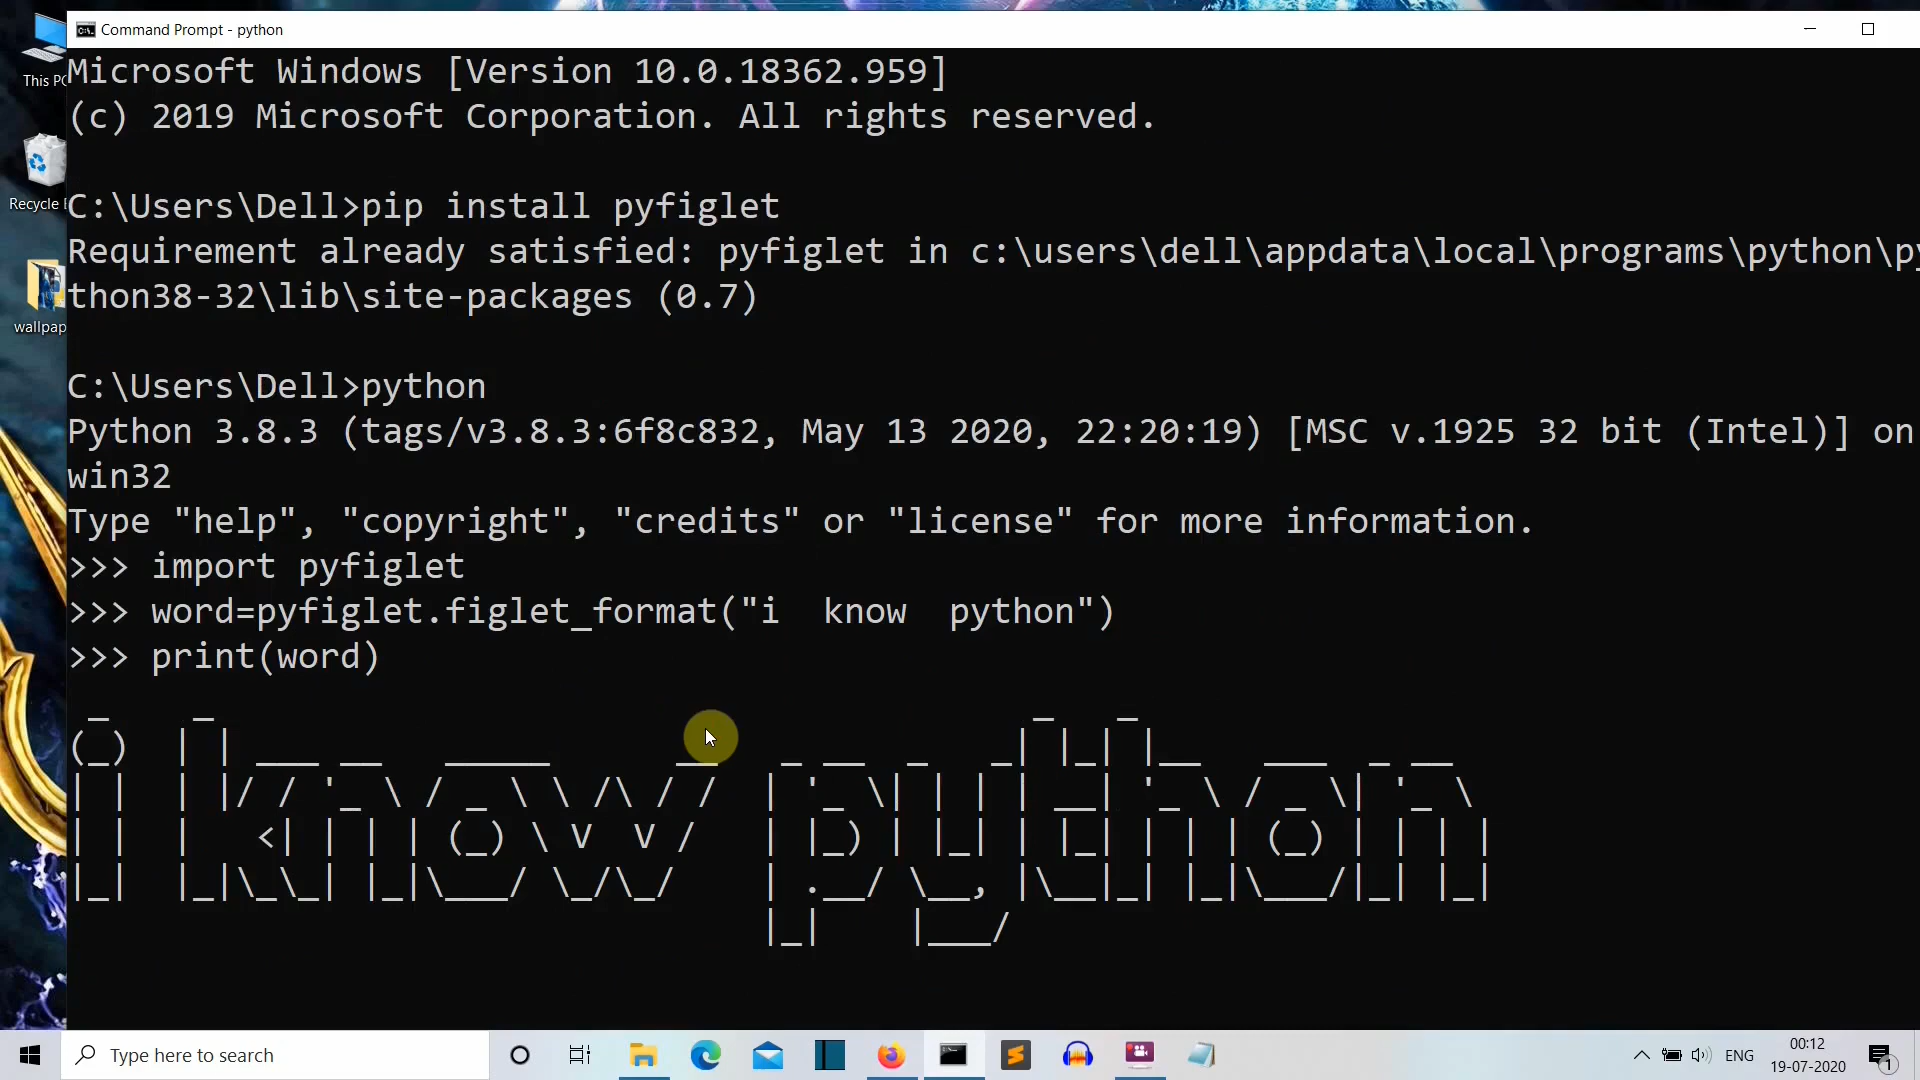 Command Prompt - python
This PC
Recycle
wallpap
Microsoft Windows [Version 10.0.18362.959]
(c) 2019 Microsoft Corporation. All rights reserved.
C:\Users\Dell>pip install pyfiglet
Requirement already satisfied: pyfiglet in c:\users\dell\appdata\local\programs\python\py
thon38-32\lib\site-packages (0.7)
C:\Users\Dell>python
Python 3.8.3 (tags/v3.8.3:6f8c832, May 13 2020, 22:20:19) [MSC v.1925 32 bit (Intel)] on
win32
Type "help", "copyright", "credits" or "license" for more information.
>>> import pyfiglet
>>> word=pyfiglet.figlet_format("i  know  python")
>>> print(word)
i know python
Type here to search
ENG
00:12
19-07-2020
1